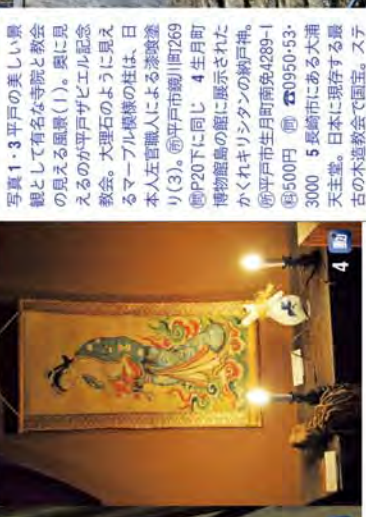 写真1・3 平戸の美しい景
観として有名な寺院と教会
の見える風景(1)。奥に見
えるのが平戸ザビエル記念
教会。大理石のように見え
るマーブル模様の柱は、日
本人左官職人による漆喰塗
り(3)。㊟平戸市鏡川町269
㊄P20下に同じ 4 生月町
博物館島の館に展示された
かくれキリシタンの納戸神。
㊟平戸市生月町南免4289-1
㊋500円 ㊄☎0950・53・
3000 5 長崎市にある大浦
天主堂。日本に現存する最
古の木造教会で国宝。ステ
4